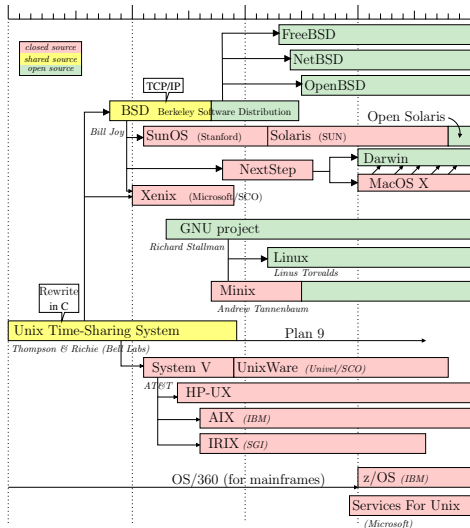 FreeBSD
closed source
shared source
open source
NetBSD
TCP/IP
OpenBSD
BSD Berkeley Software Distribution
Open Solaris
Bill Joy
SunOS (Stanford)
Solaris (SUN)
Darwin
NextStep
MacOS X
Xenix (Microsoft/SCO)
GNU project
Richard Stallman
Linux
Linus Torvalds
Rewrite
in C
Minix
Andrew Tannenbaum
Unix Time-Sharing System
Plan 9
Thompson & Richie (Bell Labs)
System V
UnixWare (Univel/SCO)
AT&T
HP-UX
AIX (IBM)
IRIX (SGI)
OS/360 (for mainframes)
z/OS (IBM)
Services For Unix
(Microsoft)